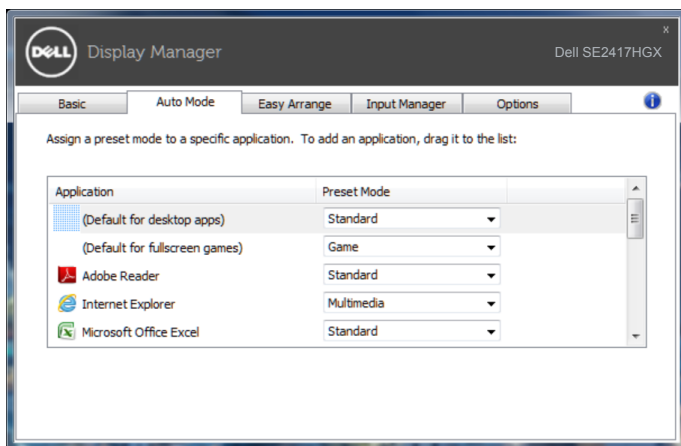 x
DELL Display Manager Dell SE2417HGX
Basic Auto Mode Easy Arrange Input Manager Options i
Assign a preset mode to a specific application. To add an application, drag it to the list:
Application Preset Mode
(Default for desktop apps) Standard
(Default for fullscreen games) Game
Adobe Reader Standard
Internet Explorer Multimedia
Microsoft Office Excel Standard